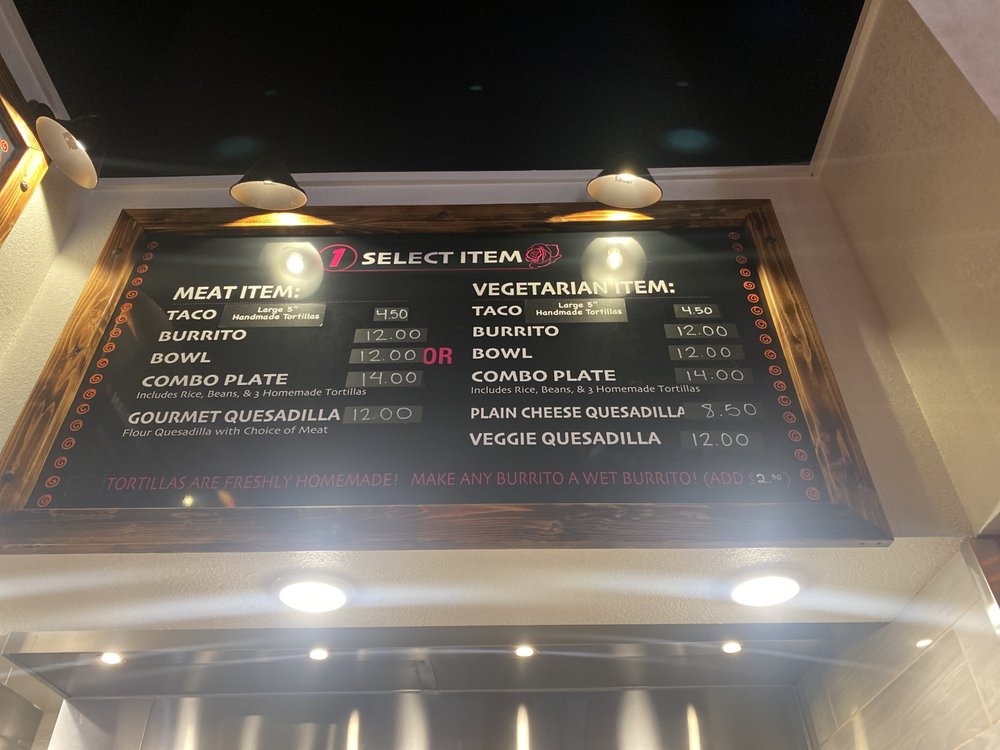 1 SELECT ITEM
MEAT ITEM:
TACO Large 5" Handmade Tortillas 4.50
BURRITO 12.00
BOWL 12.00
COMBO PLATE 14.00
Includes Rice, Beans, & 3 Homemade Tortillas
GOURMET QUESADILLA 12.00
Flour Quesadilla with Choice of Meat
OR
VEGETARIAN ITEM:
TACO Large 5" Handmade Tortillas 4.50
BURRITO 12.00
BOWL 12.00
COMBO PLATE 14.00
Includes Rice, Beans, & 3 Homemade Tortillas
PLAIN CHEESE QUESADILLA 8.50
VEGGIE QUESADILLA 12.00
TORTILLAS ARE FRESHLY HOMEMADE! MAKE ANY BURRITO A WET BURRITO! (ADD $2.50)